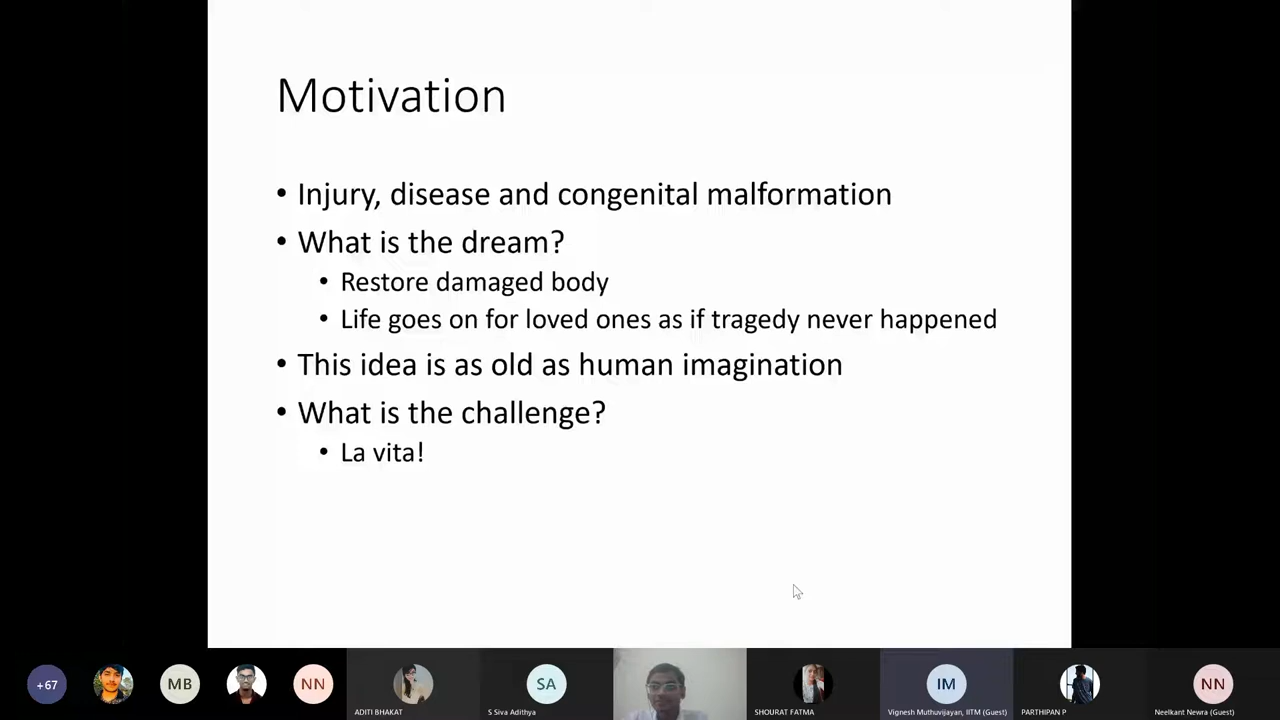 Motivation
• Injury, disease and congenital malformation
• What is the dream?
• Restore damaged body
• Life goes on for loved ones as if tragedy never happened
• This idea is as old as human imagination
• What is the challenge?
• La vita!
+67
MB
NN
ADITI BHAKAT
SA
S Siva Adithya
SHOURAT FATMA
IM
Vignesh Muthuvijayan, IITM (Guest)
PARTHIPAN P
NN
Neelkant Newra (Guest)